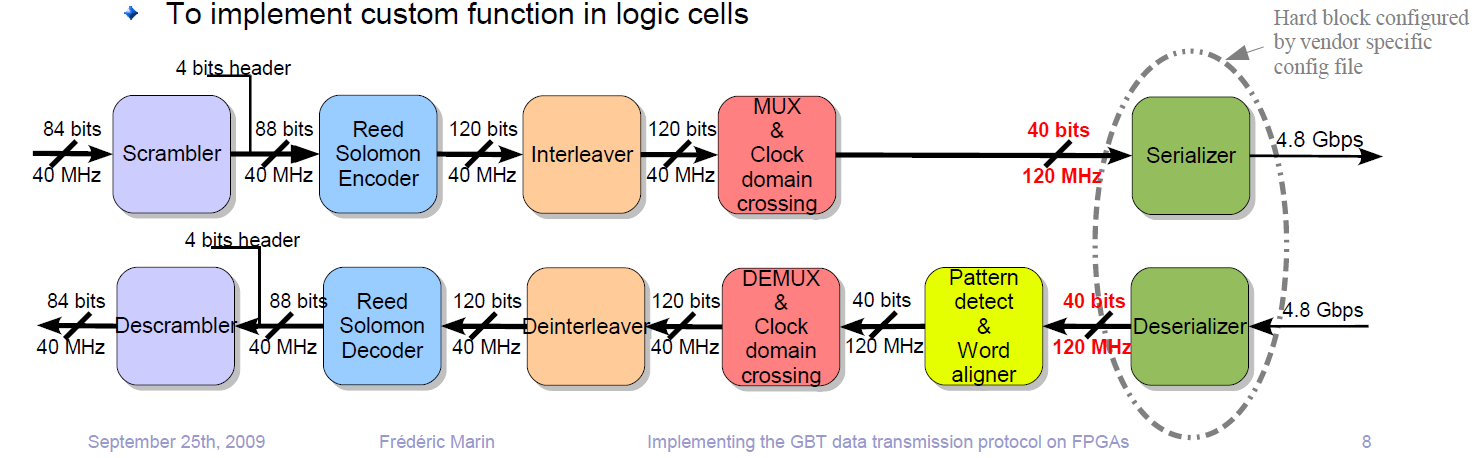 To implement custom function in logic cells
Hard block configured
by vendor specific
config file
4 bits header
84 bits
40 MHz
Scrambler
88 bits
40 MHz
Reed
Solomon
Encoder
120 bits
40 MHz
Interleaver
120 bits
40 MHz
MUX
&
Clock
domain
crossing
40 bits
120 MHz
Serializer
4.8 Gbps
4 bits header
84 bits
40 MHz
Descrambler
88 bits
40 MHz
Reed
Solomon
Decoder
120 bits
40 MHz
Deinterleaver
120 bits
40 MHz
DEMUX
&
Clock
domain
crossing
40 bits
120 MHz
Pattern
detect
&
Word
aligner
40 bits
120 MHz
Deserializer
4.8 Gbps
September 25th, 2009
Frédéric Marin
Implementing the GBT data transmission protocol on FPGAs
8